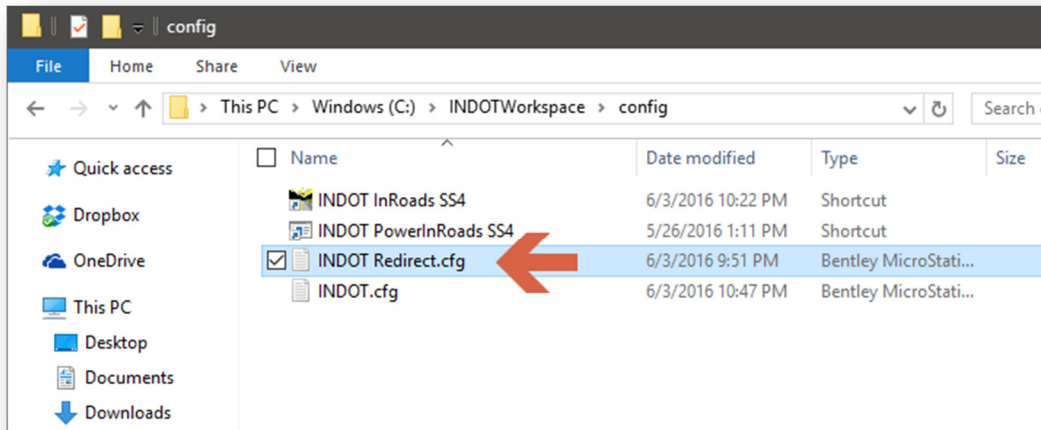 config
File Home Share View
This PC > Windows (C:) > INDOTWorkspace > config Search
Name Date modified Type Size
Quick access
INDOT InRoads SS4 6/3/2016 10:22 PM Shortcut
Dropbox
INDOT PowerInRoads SS4 5/26/2016 1:11 PM Shortcut
OneDrive
INDOT Redirect.cfg 6/3/2016 9:51 PM Bentley MicroStati...
INDOT.cfg 6/3/2016 10:47 PM Bentley MicroStati...
This PC
Desktop
Documents
Downloads